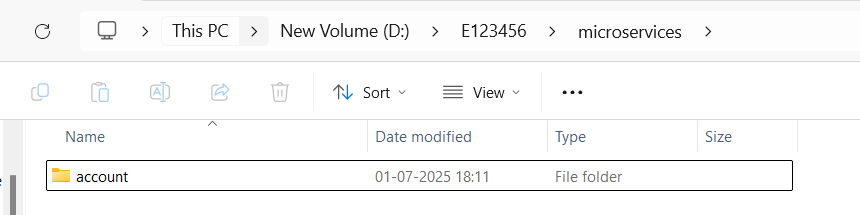 This PC > New Volume (D:) > E123456 > microservices >
Sort View
Name Date modified Type Size
account 01-07-2025 18:11 File folder